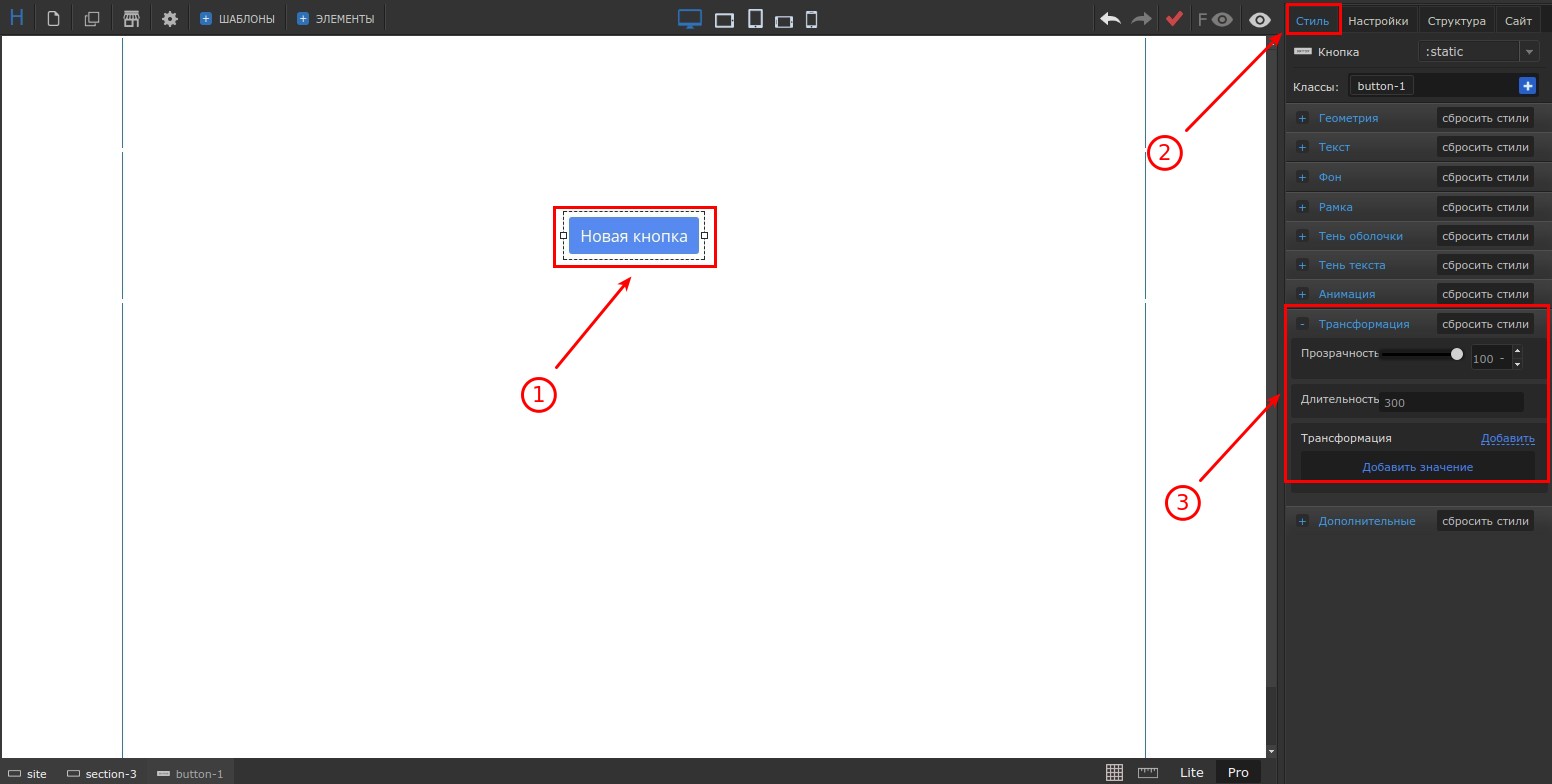 H
ШАБЛОНЫ
ЭЛЕМЕНТЫ
F
Стиль Настройки Структура Сайт
Кнопка :static
Классы: button-1
+ Геометрия сбросить стили
+ Текст сбросить стили
+ Фон сбросить стили
+ Рамка сбросить стили
+ Тень оболочки сбросить стили
+ Тень текста сбросить стили
+ Анимация сбросить стили
- Трансформация сбросить стили
Прозрачность 100 -
Длительность 300
Трансформация Добавить
Добавить значение
+ Дополнительные сбросить стили
Новая кнопка
1
2
3
site section-3 button-1
Lite Pro